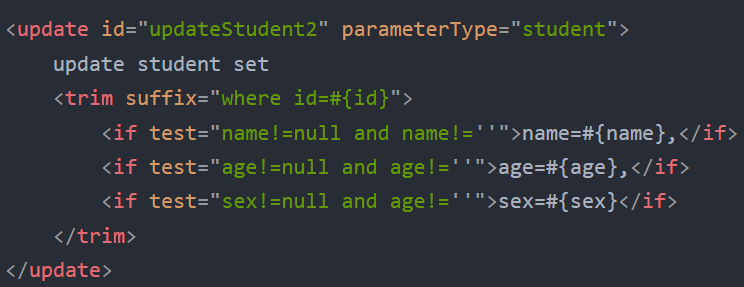 <update id="updateStudent2" parameterType="student">
update student set
<trim suffix="where id=#{id}">
<if test="name!=null and name!=''">name=#{name},</if>
<if test="age!=null and age!=''">age=#{age},</if>
<if test="sex!=null and age!=''">sex=#{sex}</if>
</trim>
</update>